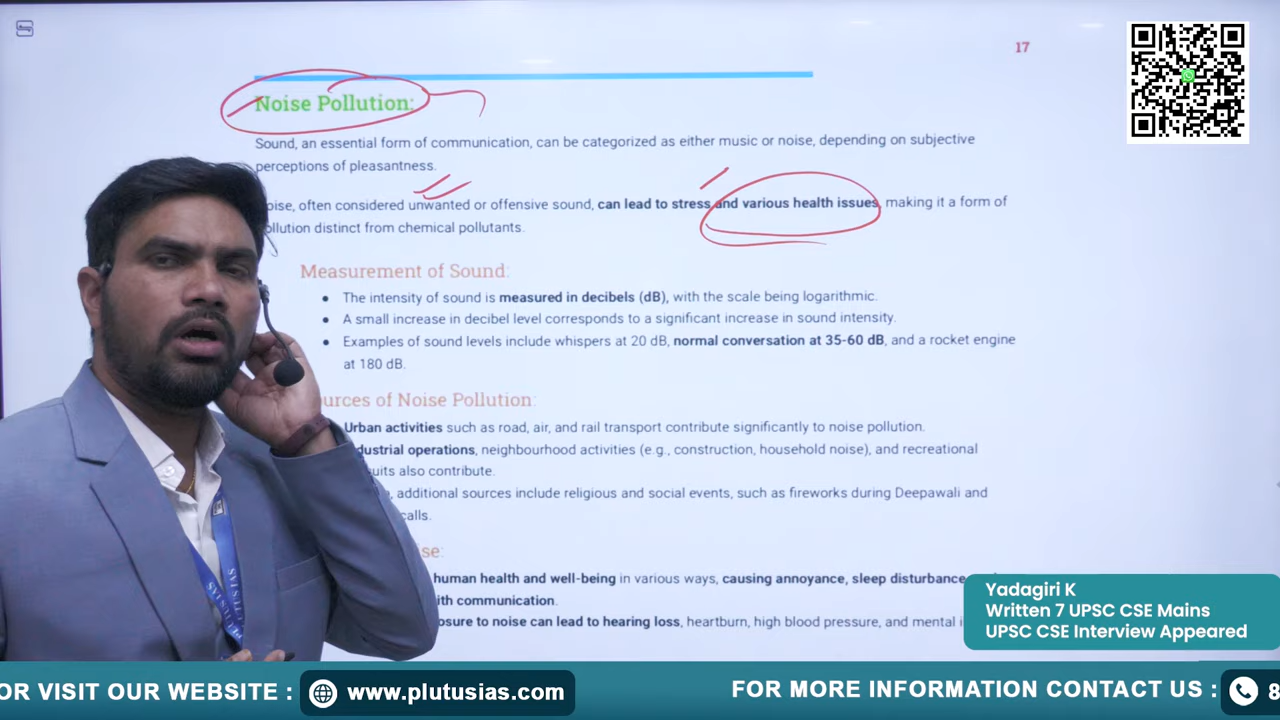 17
Noise Pollution:
Sound, an essential form of communication, can be categorized as either music or noise, depending on subjective
perceptions of pleasantness.
oise, often considered unwanted or offensive sound, can lead to stress and various health issues, making it a form of
ollution distinct from chemical pollutants.
Measurement of Sound:
• The intensity of sound is measured in decibels (dB), with the scale being logarithmic.
• A small increase in decibel level corresponds to a significant increase in sound intensity.
• Examples of sound levels include whispers at 20 dB, normal conversation at 35-60 dB, and a rocket engine
at 180 dB.
urces of Noise Pollution:
Urban activities such as road, air, and rail transport contribute significantly to noise pollution.
dustrial operations, neighbourhood activities (e.g., construction, household noise), and recreational
uits also contribute.
, additional sources include religious and social events, such as fireworks during Deepawali and
calls.
se:
human health and well-being in various ways, causing annoyance, sleep disturbance
ith communication.
osure to noise can lead to hearing loss, heartburn, high blood pressure, and mental i
PLUTUS IAS
Yadagiri K
Written 7 UPSC CSE Mains
UPSC CSE Interview Appeared
OR VISIT OUR WEBSITE : www.plutusias.com FOR MORE INFORMATION CONTACT US : 8